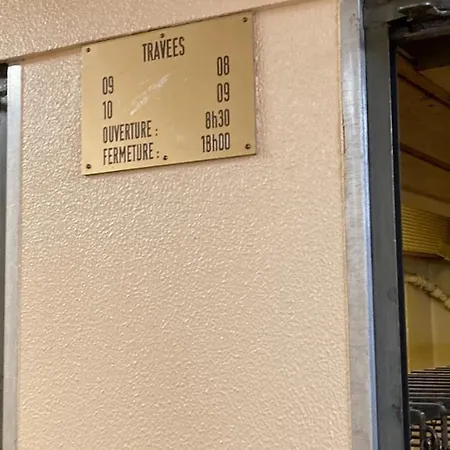 TRAVEES
09 08
10 09
OUVERTURE : 8h30
FERMETURE : 18h00